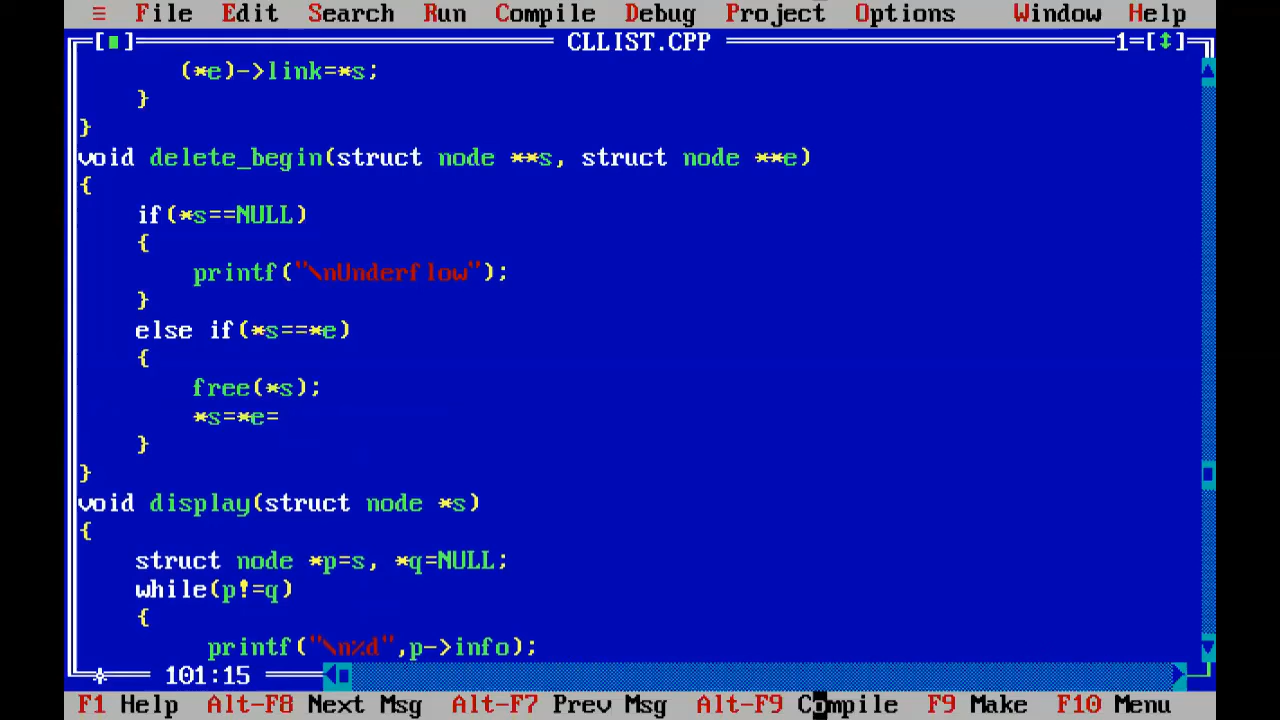 ≡ File Edit Search Run Compile Debug Project Options Window Help
[■] CLLIST.CPP 1=[↕]
(*e)->link=*s;
}
}
void delete_begin(struct node **s, struct node **e)
{
if(*s==NULL)
{
printf("\nUnderflow");
}
else if(*s==*e)
{
free(*s);
*s=*e=
}
}
void display(struct node *s)
{
struct node *p=s, *q=NULL;
while(p!=q)
{
printf("\n%d",p->info);
101:15
F1 Help Alt-F8 Next Msg Alt-F7 Prev Msg Alt-F9 Compile F9 Make F10 Menu